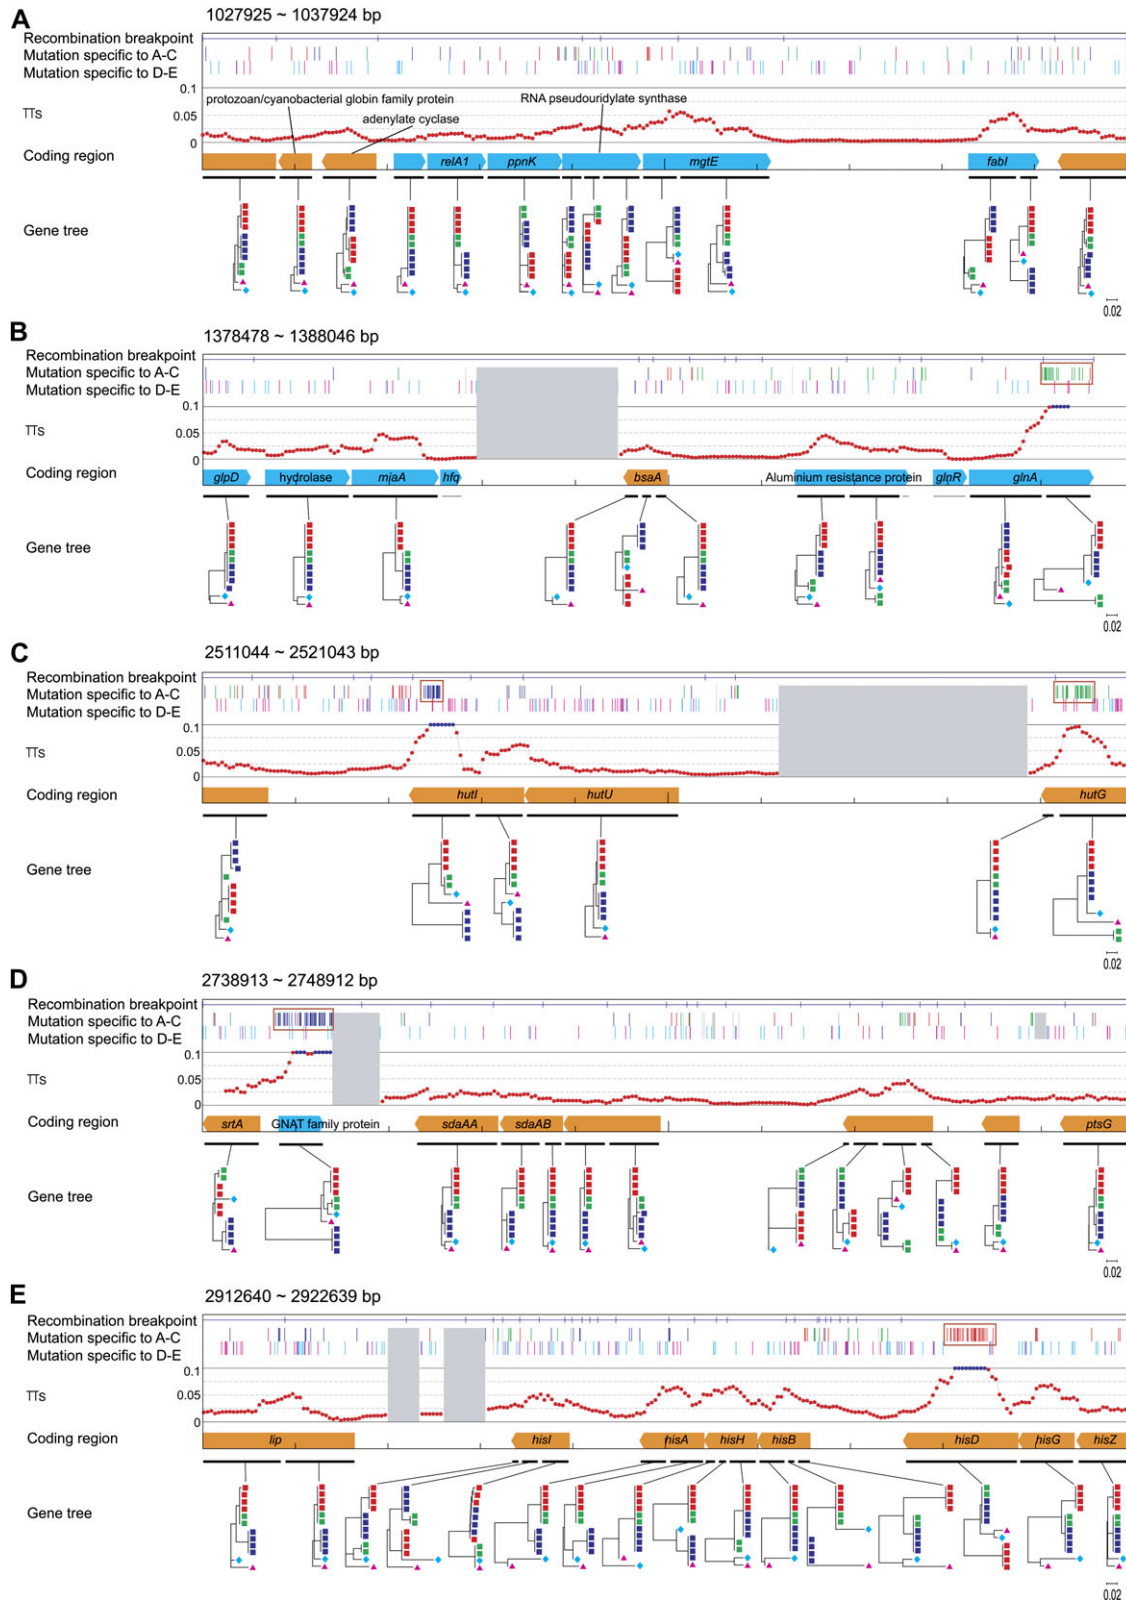 A
1027925 ~ 1037924 bp
Recombination breakpoint
Mutation specific to A-C
Mutation specific to D-E
0.1
protozoan/cyanobacterial globin family protein
RNA pseudouridylate synthase
πs
0.05
adenylate cyclase
0
Coding region
relA1 ppnK mgtE fabI
Gene tree
0.02
B
1378478 ~ 1388046 bp
Recombination breakpoint
Mutation specific to A-C
Mutation specific to D-E
0.1
πs
0.05
0
Coding region
glpD hydrolase miaA hfq bsaA Aluminium resistance protein glnR glnA
Gene tree
0.02
C
2511044 ~ 2521043 bp
Recombination breakpoint
Mutation specific to A-C
Mutation specific to D-E
0.1
πs
0.05
0
Coding region
hutI hutU hutG
Gene tree
0.02
D
2738913 ~ 2748912 bp
Recombination breakpoint
Mutation specific to A-C
Mutation specific to D-E
0.1
πs
0.05
0
Coding region
srtA GNAT family protein sdaAA sdaAB ptsG
Gene tree
0.02
E
2912640 ~ 2922639 bp
Recombination breakpoint
Mutation specific to A-C
Mutation specific to D-E
0.1
πs
0.05
0
Coding region
lip hisI hisA hisH hisB hisD hisG hisZ
Gene tree
0.02